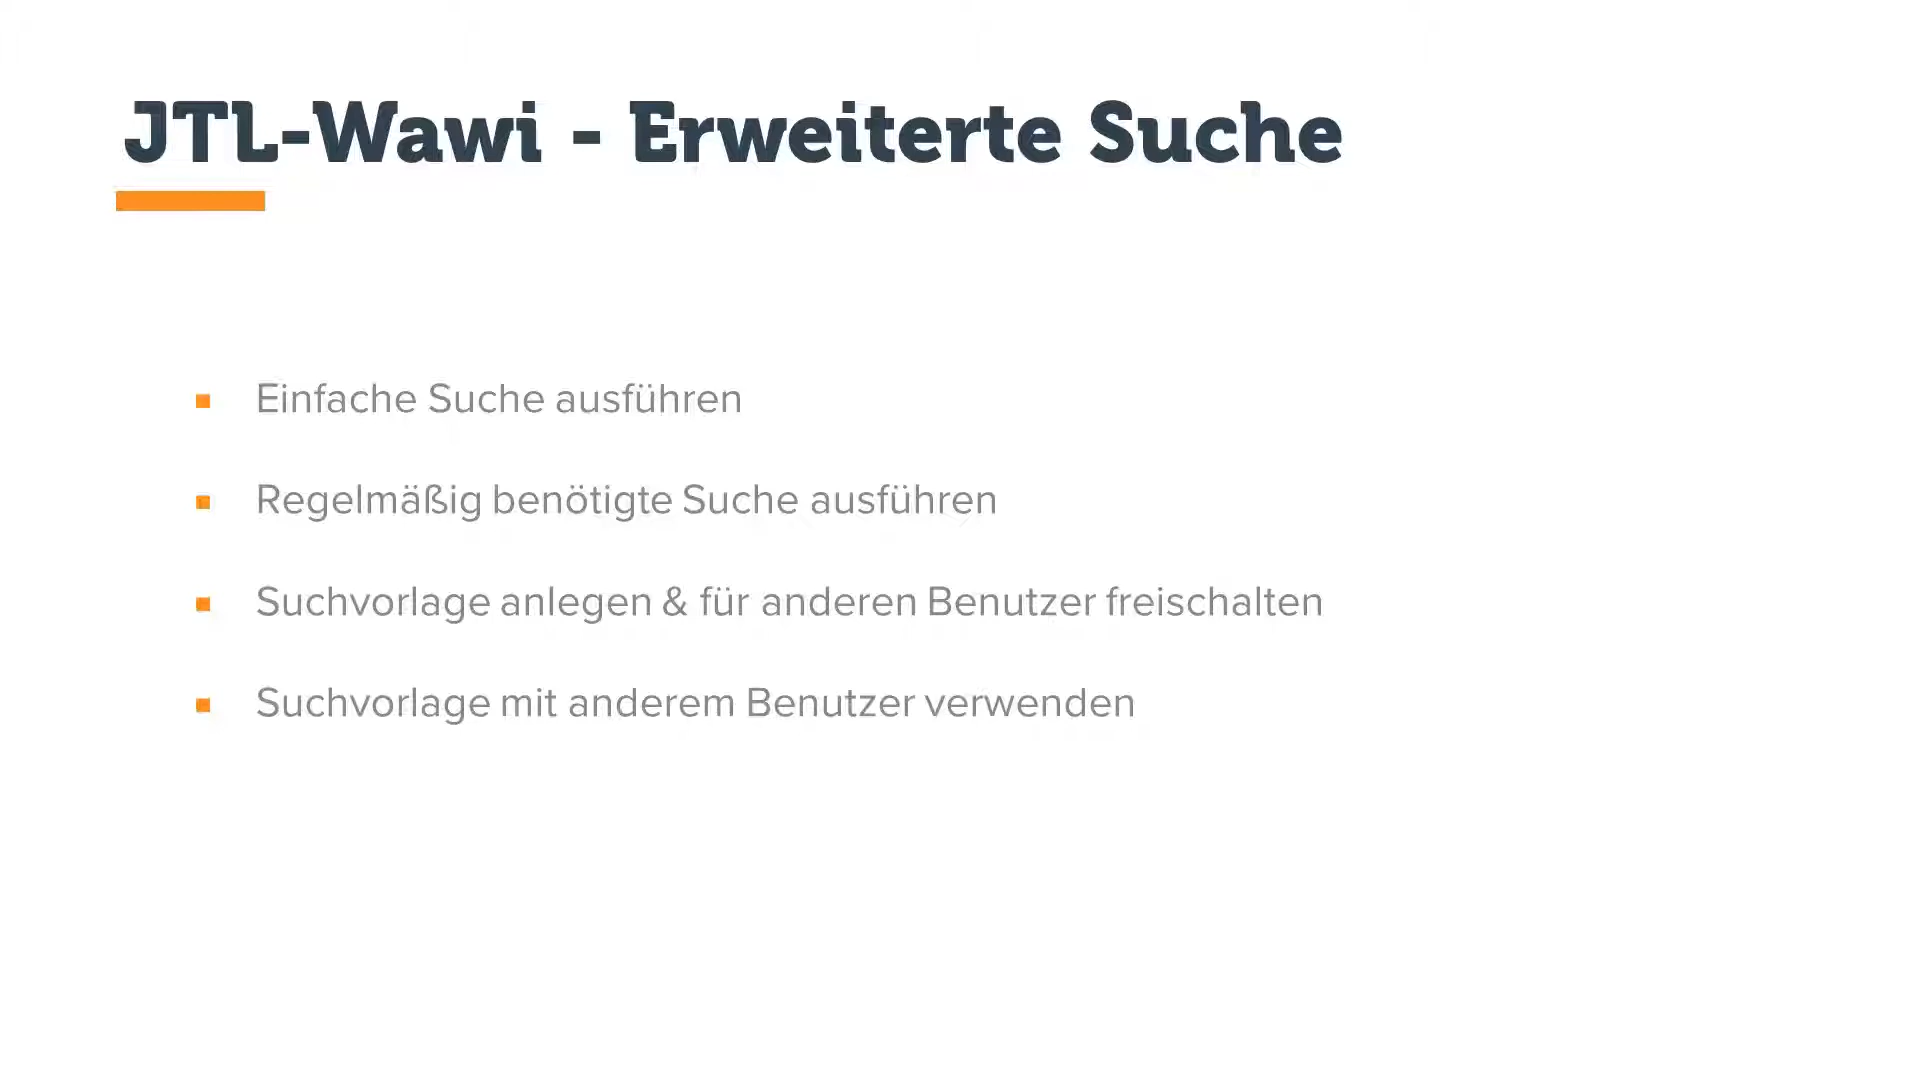 JTL-Wawi - Erweiterte Suche
Einfache Suche ausführen
Regelmäßig benötigte Suche ausführen
Suchvorlage anlegen & für anderen Benutzer freischalten
Suchvorlage mit anderem Benutzer verwenden